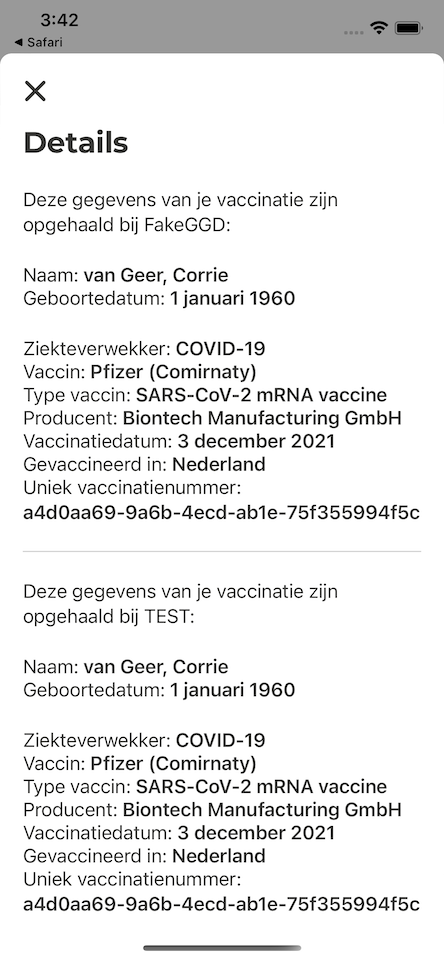 3:42
◀ Safari
Details
Deze gegevens van je vaccinatie zijn
opgehaald bij FakeGGD:
Naam: van Geer, Corrie
Geboortedatum: 1 januari 1960
Ziekteverwekker: COVID-19
Vaccin: Pfizer (Comirnaty)
Type vaccin: SARS-CoV-2 mRNA vaccine
Producent: Biontech Manufacturing GmbH
Vaccinatiedatum: 3 december 2021
Gevaccineerd in: Nederland
Uniek vaccinatienummer:
a4d0aa69-9a6b-4ecd-ab1e-75f355994f5c
Deze gegevens van je vaccinatie zijn
opgehaald bij TEST:
Naam: van Geer, Corrie
Geboortedatum: 1 januari 1960
Ziekteverwekker: COVID-19
Vaccin: Pfizer (Comirnaty)
Type vaccin: SARS-CoV-2 mRNA vaccine
Producent: Biontech Manufacturing GmbH
Vaccinatiedatum: 3 december 2021
Gevaccineerd in: Nederland
Uniek vaccinatienummer:
a4d0aa69-9a6b-4ecd-ab1e-75f355994f5c